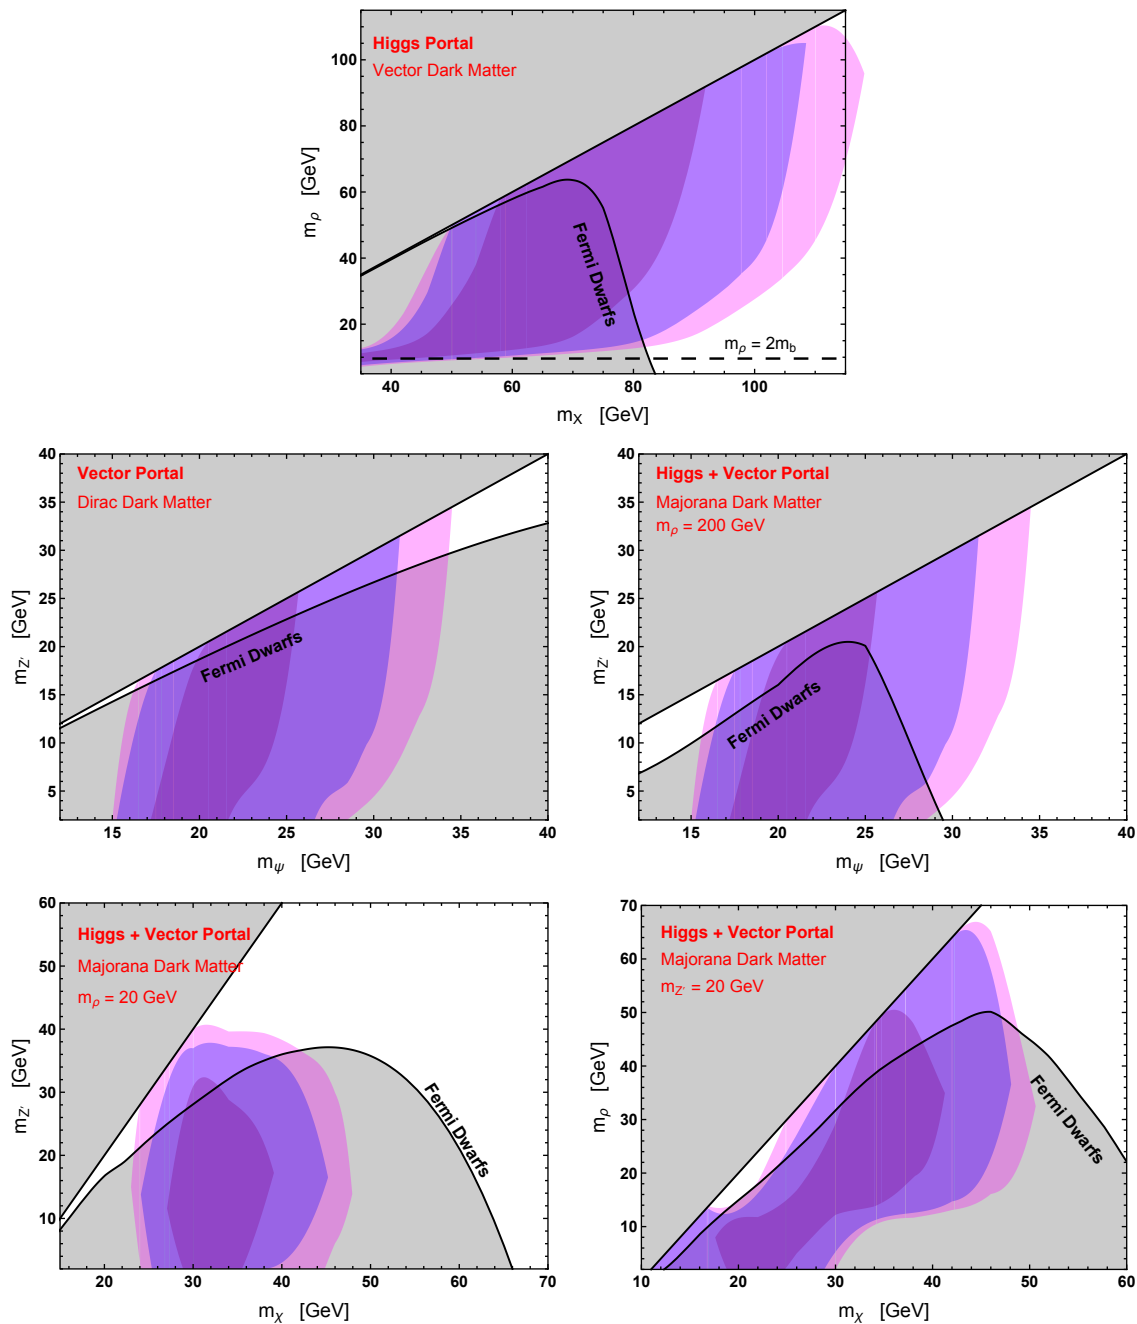 Higgs Portal
Vector Dark Matter
m_ρ [GeV]
100
80
60
40
20
Fermi Dwarfs
m_ρ = 2m_b
40 60 80 100
m_X [GeV]
Vector Portal
Dirac Dark Matter
m_Z′ [GeV]
40
35
30
25
20
15
10
5
Fermi Dwarfs
15 20 25 30 35 40
m_ψ [GeV]
Higgs + Vector Portal
Majorana Dark Matter
m_ρ = 200 GeV
m_Z′ [GeV]
40
35
30
25
20
15
10
5
Fermi Dwarfs
15 20 25 30 35 40
m_ψ [GeV]
Higgs + Vector Portal
Majorana Dark Matter
m_ρ = 20 GeV
m_Z′ [GeV]
60
50
40
30
20
10
Fermi Dwarfs
20 30 40 50 60 70
m_χ [GeV]
Higgs + Vector Portal
Majorana Dark Matter
m_Z′ = 20 GeV
m_ρ [GeV]
70
60
50
40
30
20
10
Fermi Dwarfs
10 20 30 40 50 60
m_χ [GeV]